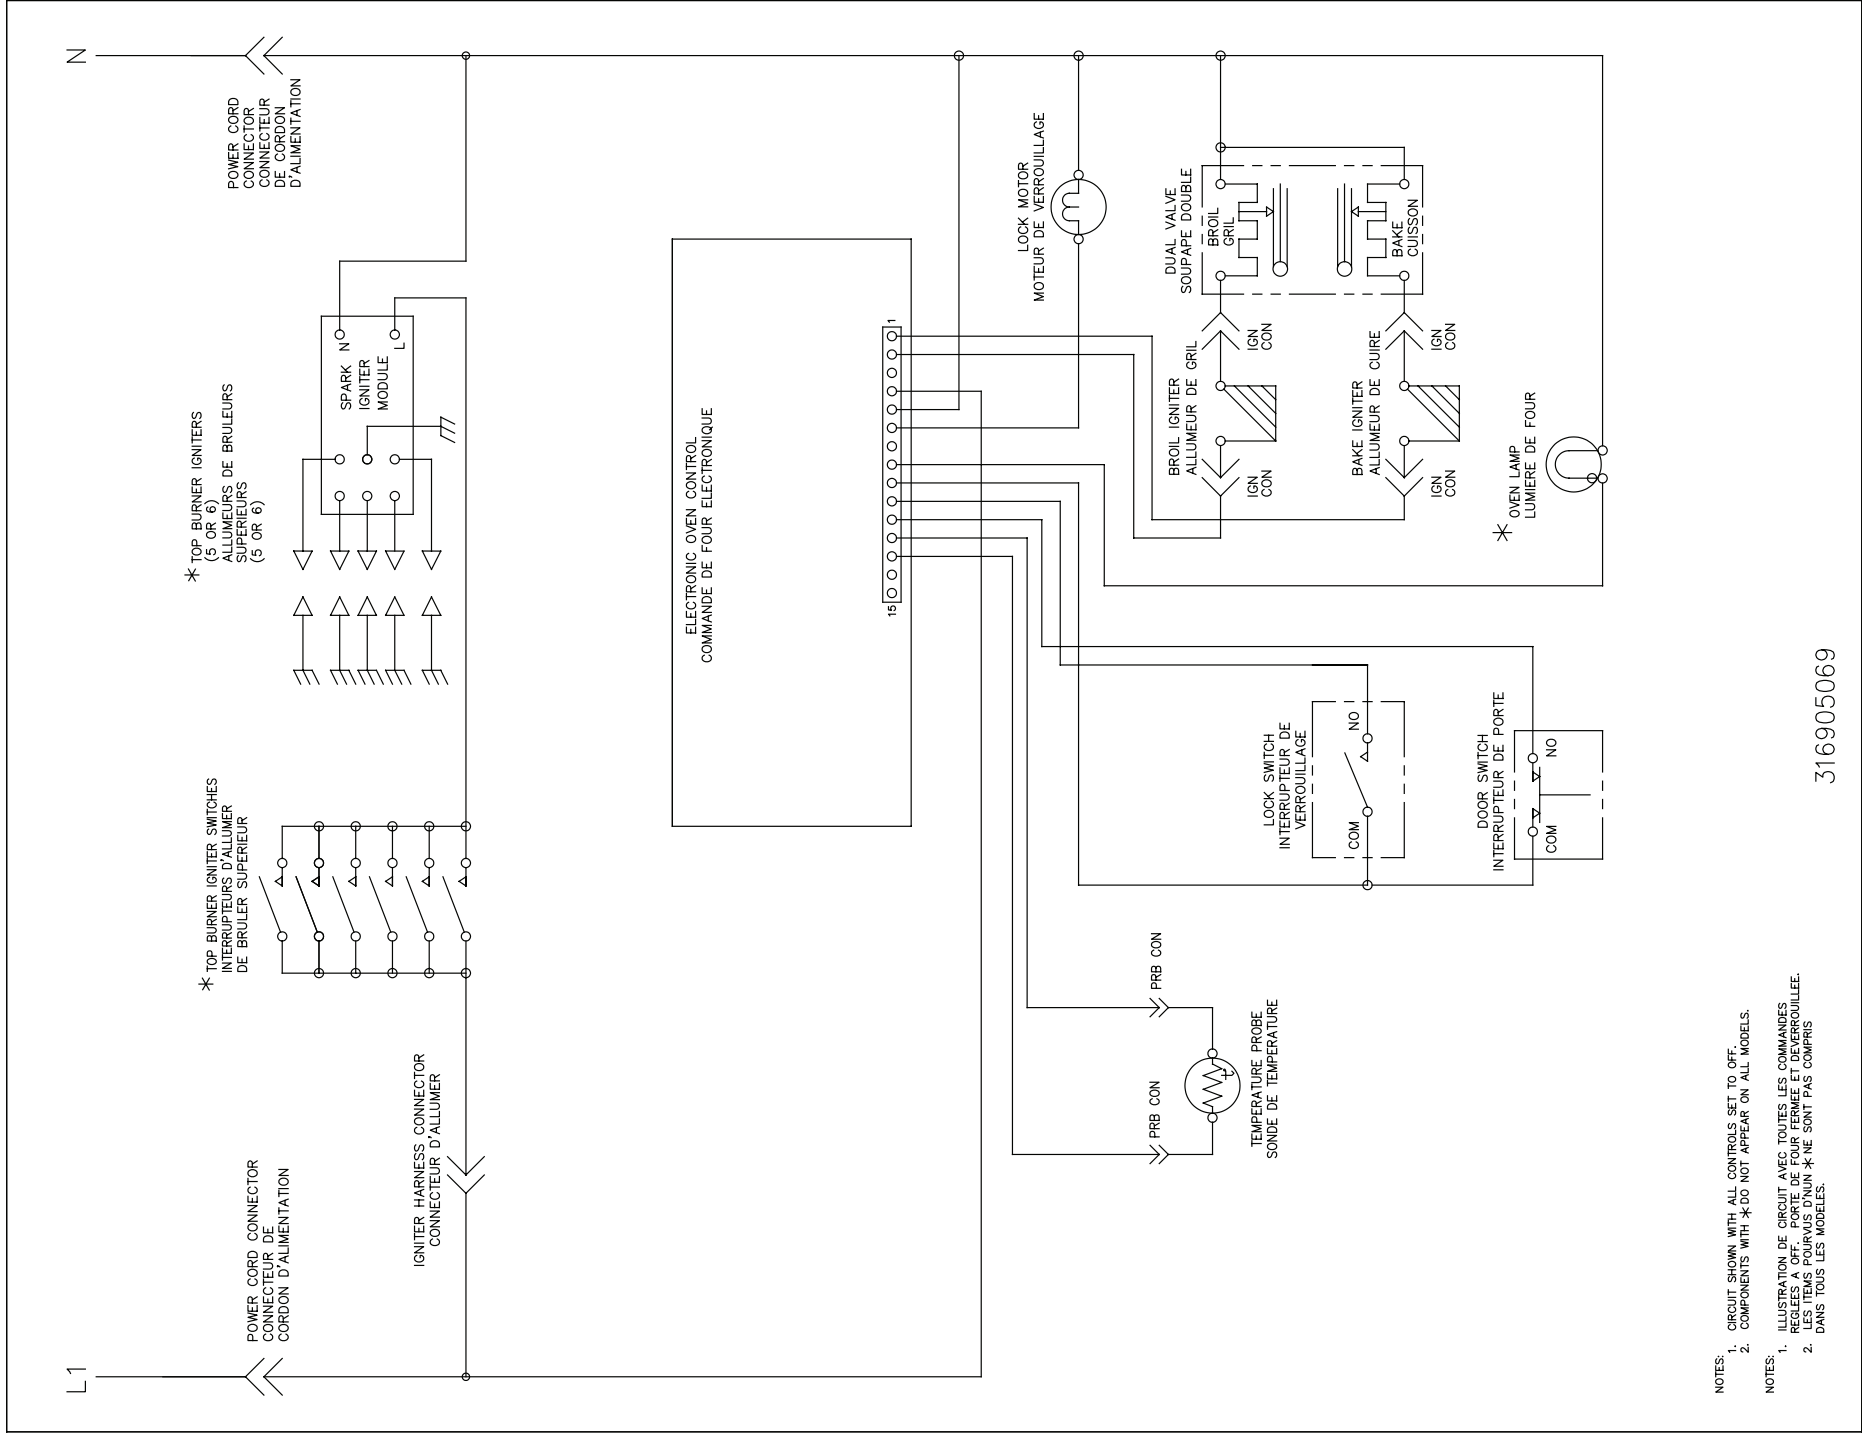 L1
N
POWER CORD CONNECTOR
CONNECTEUR DE
CORDON D'ALIMENTATION
IGNITER HARNESS CONNECTOR
CONNECTEUR D'ALLUMER
* TOP BURNER IGNITER SWITCHES
INTERRUPTEURS D'ALLUMER
DE BRULER SUPERIEUR
* TOP BURNER IGNITERS
(5 OR 6)
ALLUMEURS DE BRULEURS
SUPERIEURS
(5 OR 6)
SPARK
IGNITER
MODULE
N
L
POWER CORD
CONNECTOR
CONNECTEUR
DE CORDON
D'ALIMENTATION
ELECTRONIC OVEN CONTROL
COMMANDE DE FOUR ELECTRONIQUE
15
1
LOCK MOTOR
MOTEUR DE VERROUILLAGE
DUAL VALVE
SOUPAPE DOUBLE
BROIL
GRIL
BAKE
CUISSON
BROIL IGNITER
ALLUMEUR DE GRIL
IGN
CON
IGN
CON
BAKE IGNITER
ALLUMEUR DE CUIRE
IGN
CON
IGN
CON
* OVEN LAMP
LUMIERE DE FOUR
LOCK SWITCH
INTERRUPTEUR DE
VERROUILLAGE
COM
NO
DOOR SWITCH
INTERRUPTEUR DE PORTE
COM
NO
PRB CON
PRB CON
TEMPERATURE PROBE
SONDE DE TEMPERATURE
t
NOTES:
1. CIRCUIT SHOWN WITH ALL CONTROLS SET TO OFF.
2. COMPONENTS WITH * DO NOT APPEAR ON ALL MODELS.
NOTES:
1. ILLUSTRATION DE CIRCUIT AVEC TOUTES LES COMMANDES
REGLEES A OFF. PORTE DE FOUR FERMEE ET DEVERROUILLEE.
2. LES ITEMS POURVUS D'NUN * NE SONT PAS COMPRIS
DANS TOUS LES MODELES.
316905069